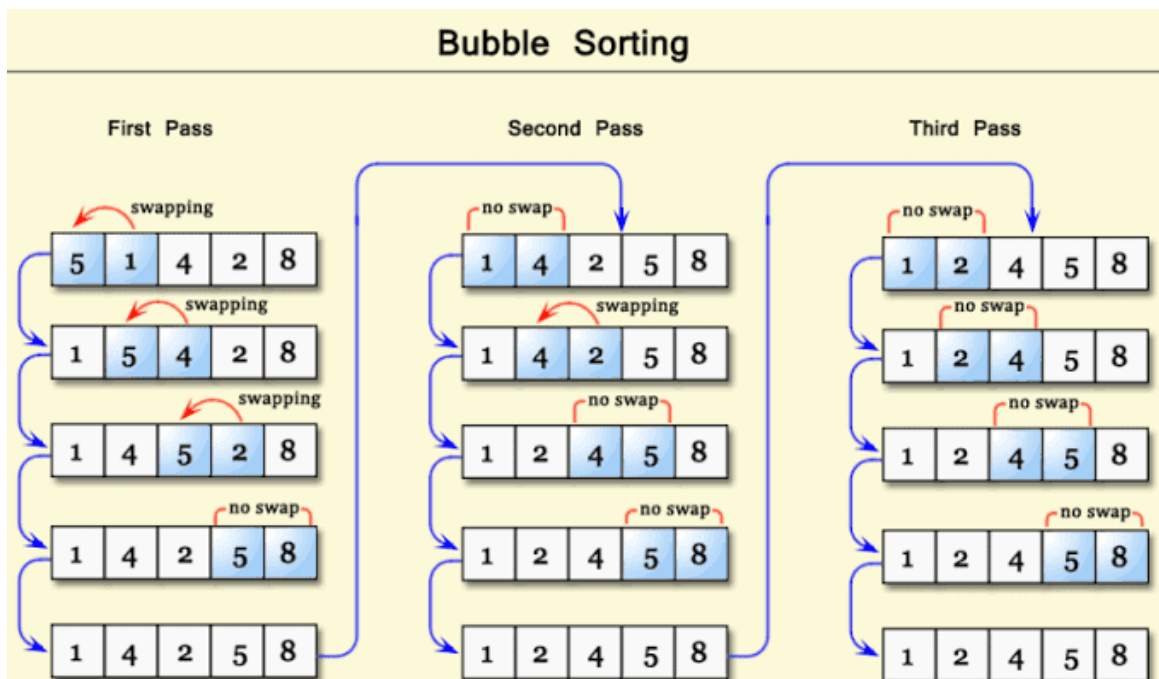 Bubble Sorting
First Pass
swapping
5 1 4 2 8
swapping
1 5 4 2 8
swapping
1 4 5 2 8
no swap
1 4 2 5 8
1 4 2 5 8
Second Pass
no swap
1 4 2 5 8
swapping
1 4 2 5 8
no swap
1 2 4 5 8
no swap
1 2 4 5 8
1 2 4 5 8
Third Pass
no swap
1 2 4 5 8
no swap
1 2 4 5 8
no swap
1 2 4 5 8
no swap
1 2 4 5 8
1 2 4 5 8